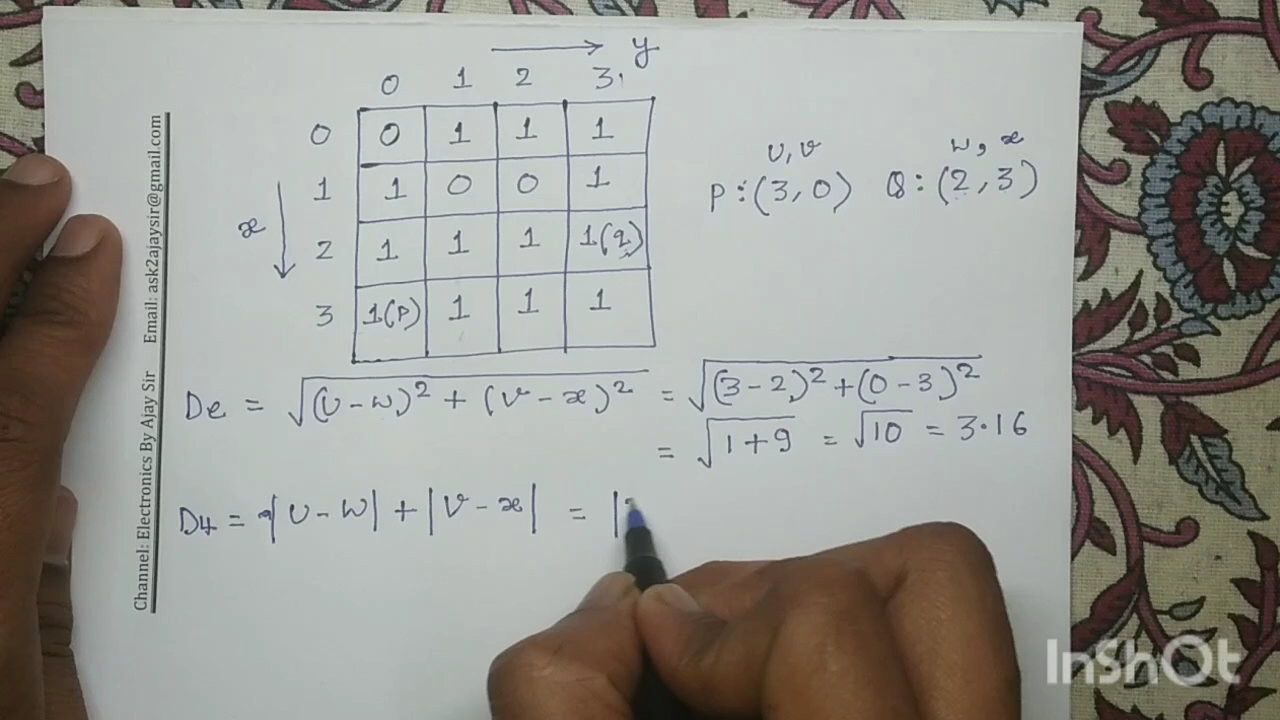 y
0 1 2 3.
0 0 1 1 1
1 1 0 0 1
x 2 1 1 1 1(q)
3 1(P) 1 1 1
U, v w, x
P:(3, 0) Q:(2, 3)
De = √(U-w)² + (v-x)² = √(3-2)² + (0-3)²
= √1+9 = √10 = 3.16
D4 = |U-w| + |v-x| = |
Channel: Electronics By Ajay Sir Email: ask2ajaysir@gmail.com
InShOt